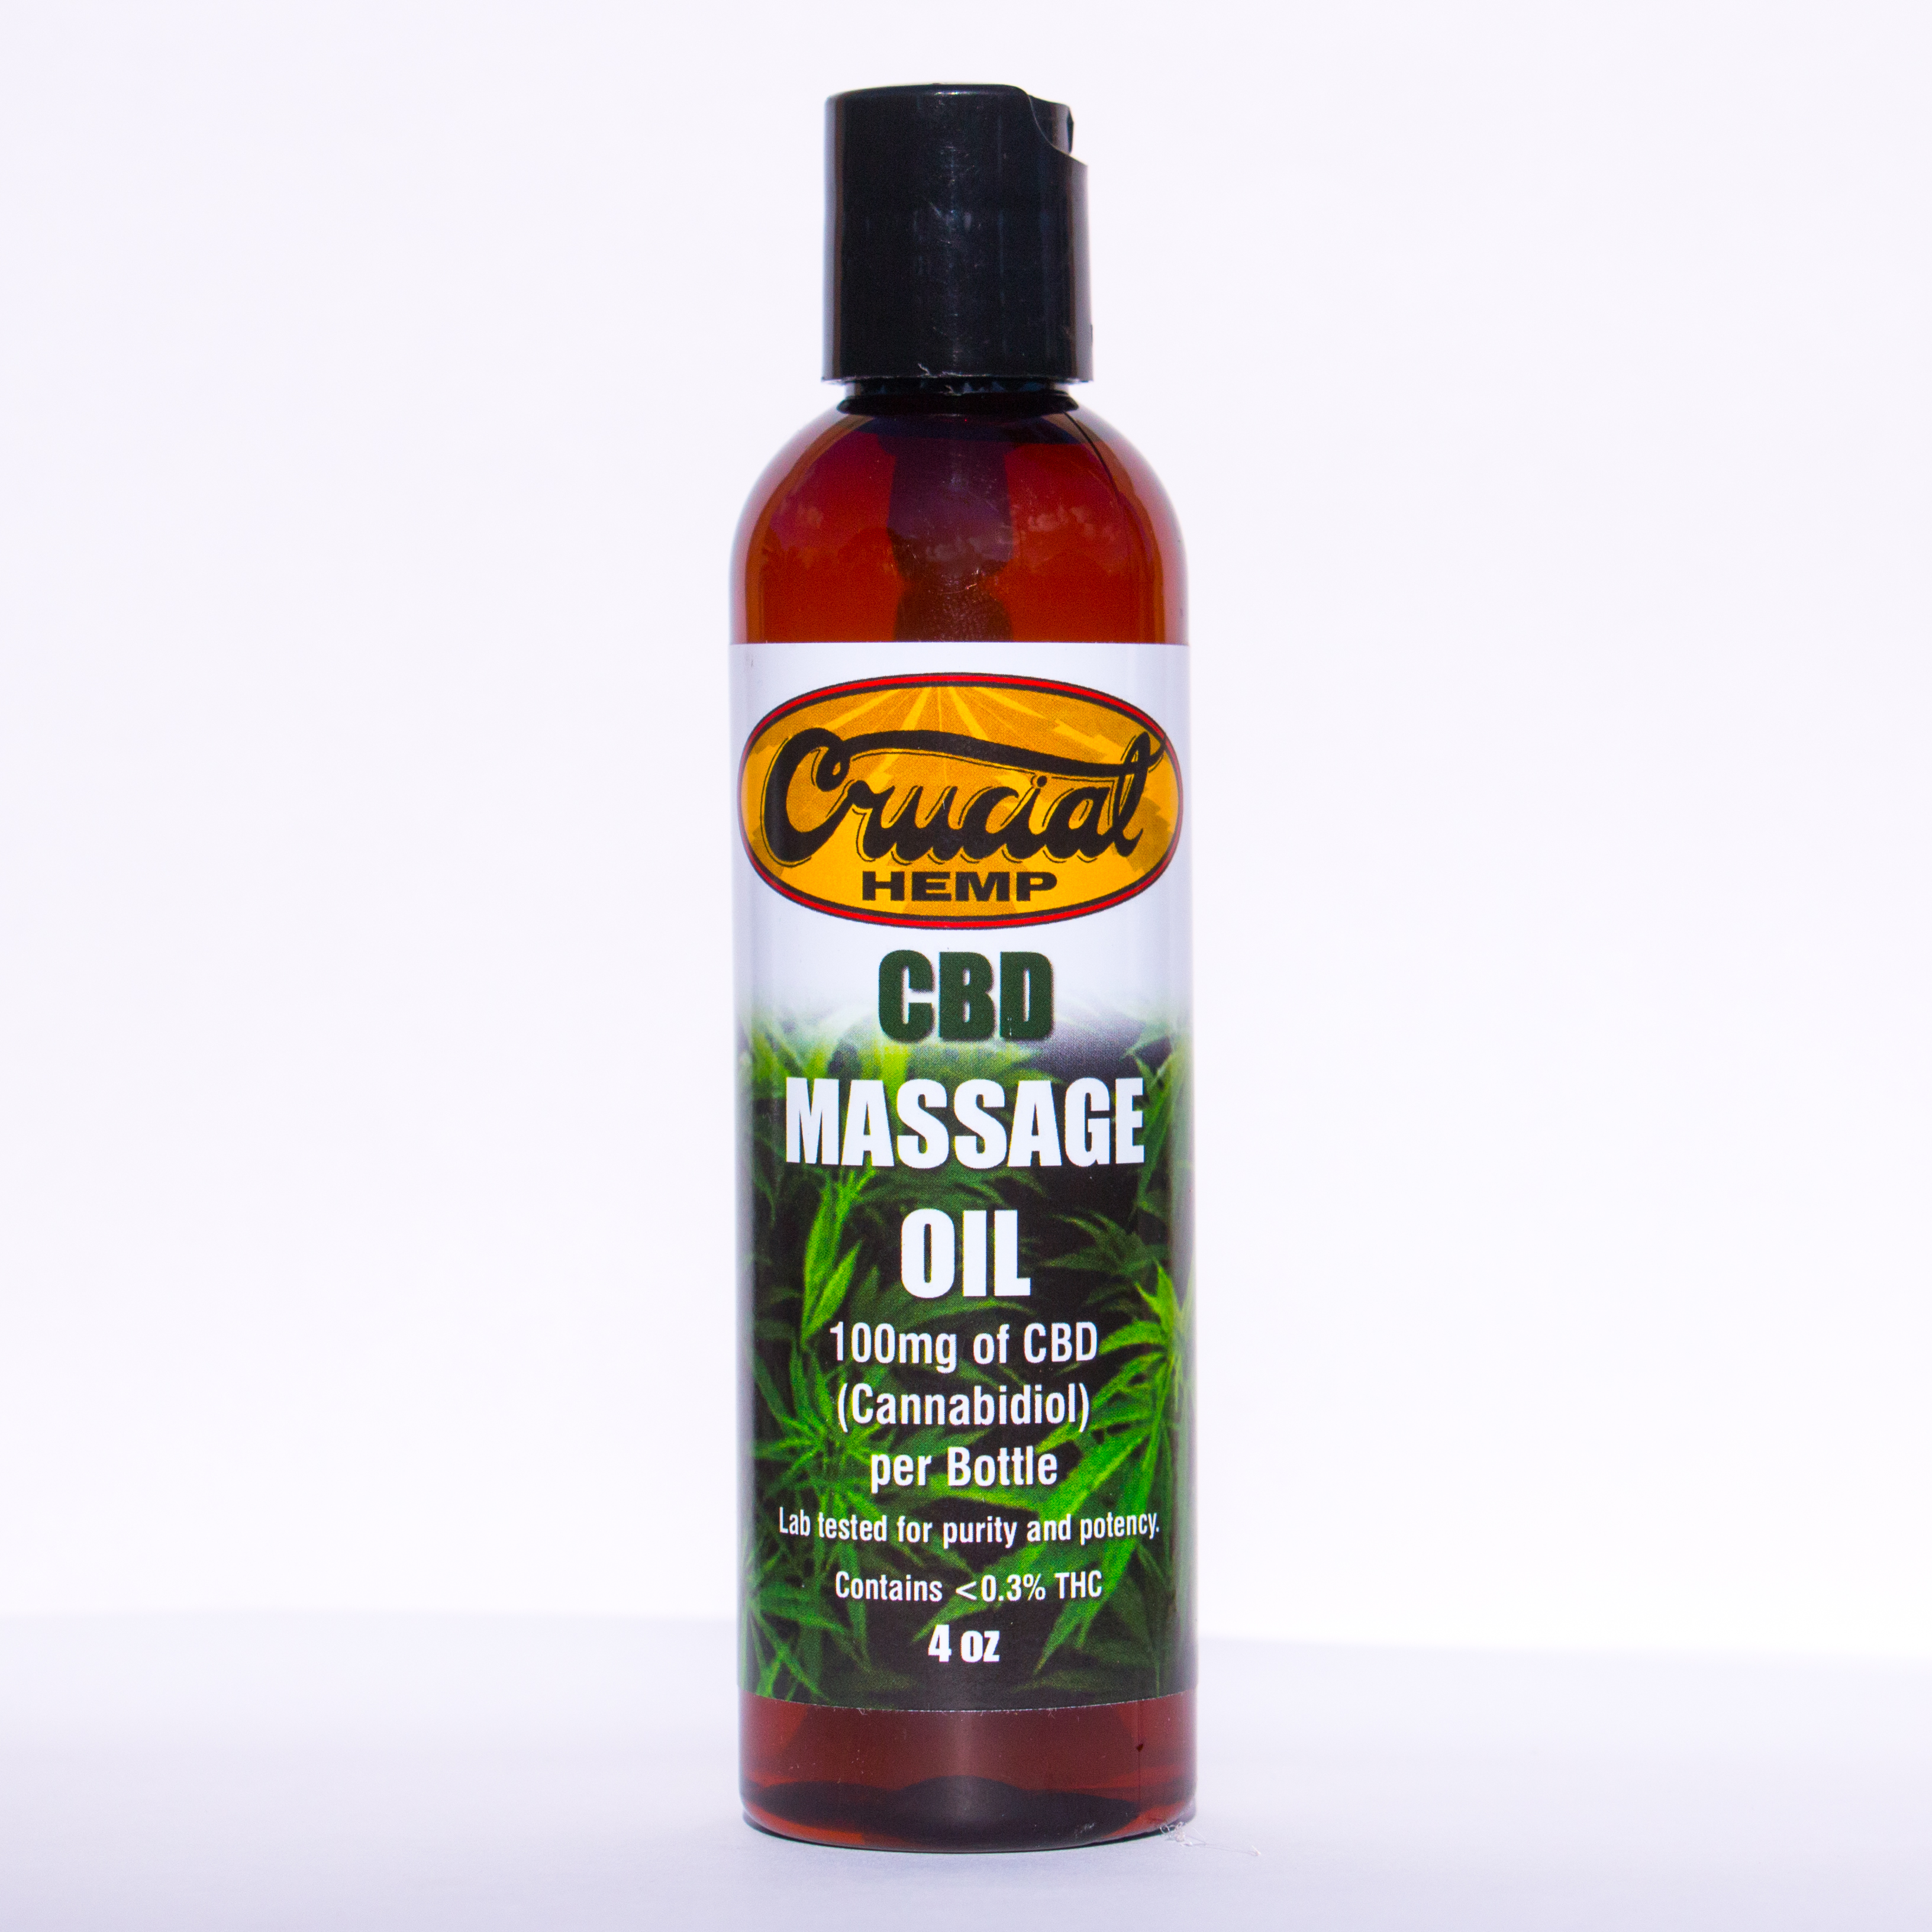 Crucial
HEMP
CBD
MASSAGE
OIL
100mg of CBD
(Cannabidiol)
per Bottle
Lab tested for purity and potency.
Contains <0.3% THC
4 oz